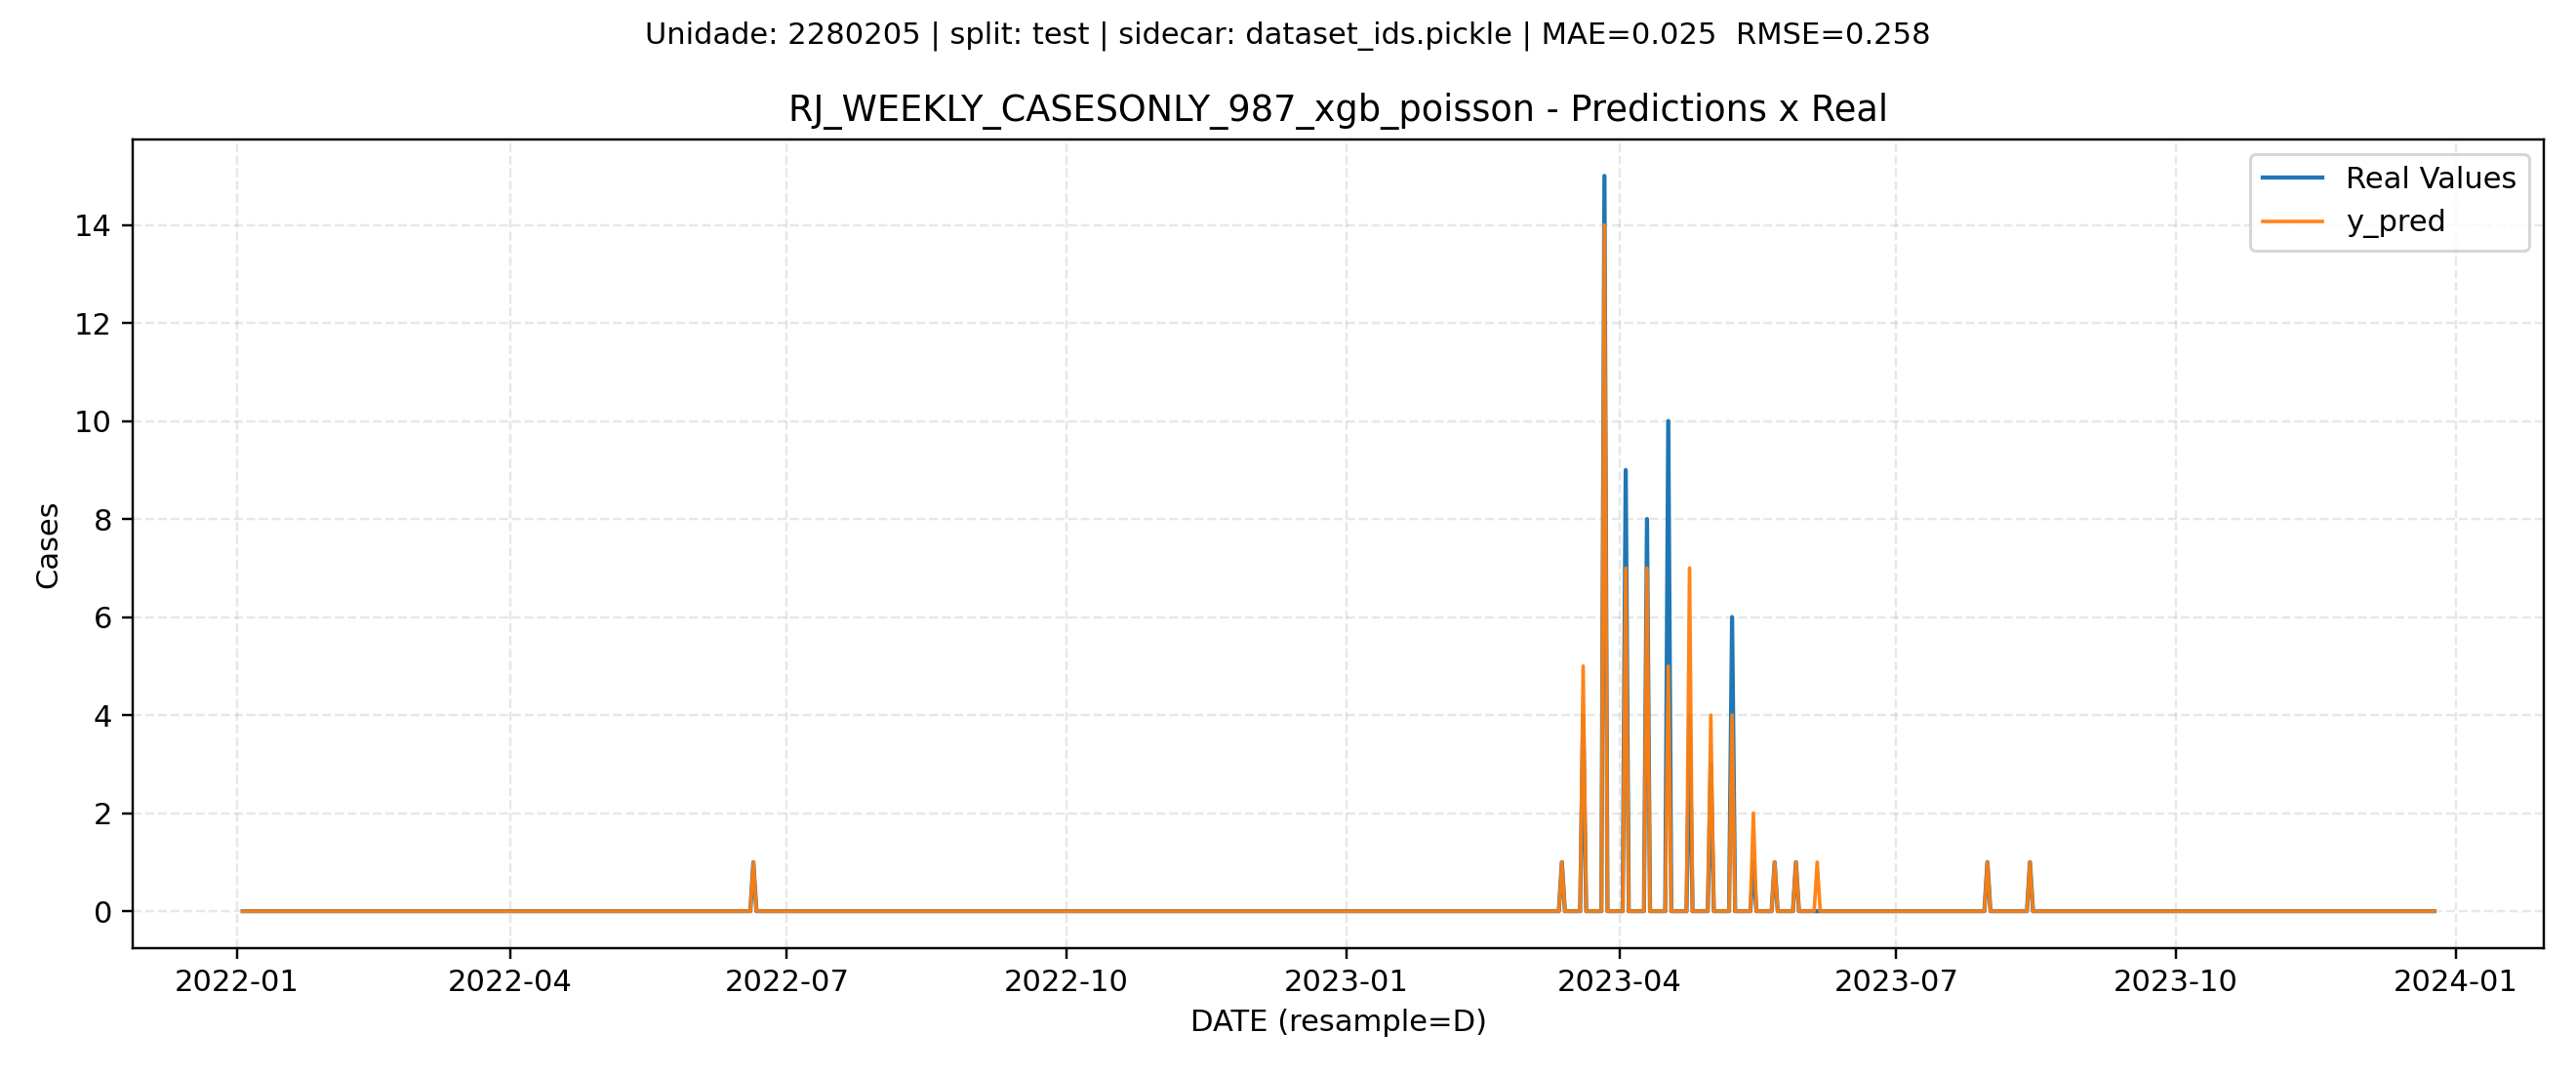 Unidade: 2280205 | split: test | sidecar: dataset_ids.pickle | MAE=0.025  RMSE=0.258
RJ_WEEKLY_CASESONLY_987_xgb_poisson - Predictions x Real
Real Values
y_pred
14
12
10
8
6
4
2
0
Cases
2022-01
2022-04
2022-07
2022-10
2023-01
2023-04
2023-07
2023-10
2024-01
DATE (resample=D)